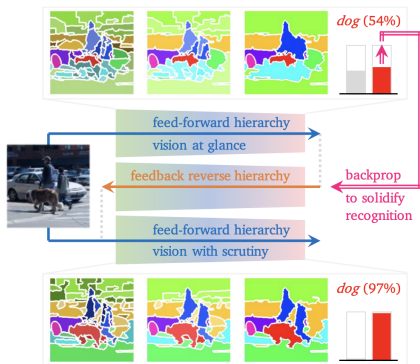 dog (54%)
feed-forward hierarchy
vision at glance
feedback reverse hierarchy
backprop
to solidify
recognition
feed-forward hierarchy
vision with scrutiny
dog (97%)